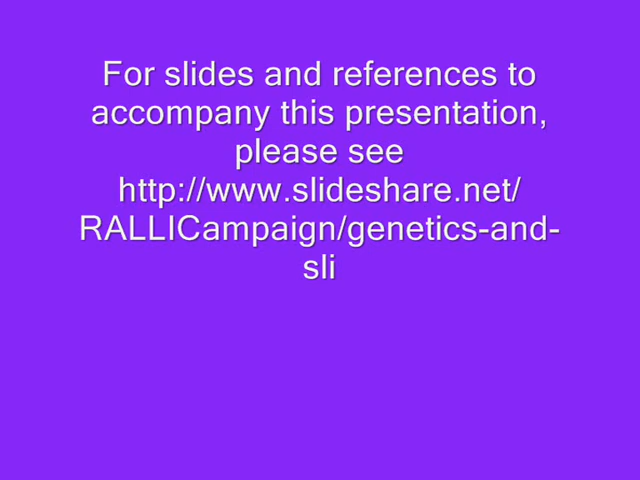 For slides and references to
accompany this presentation,
please see
http://www.slideshare.net/
RALLICampaign/genetics-and-
sli